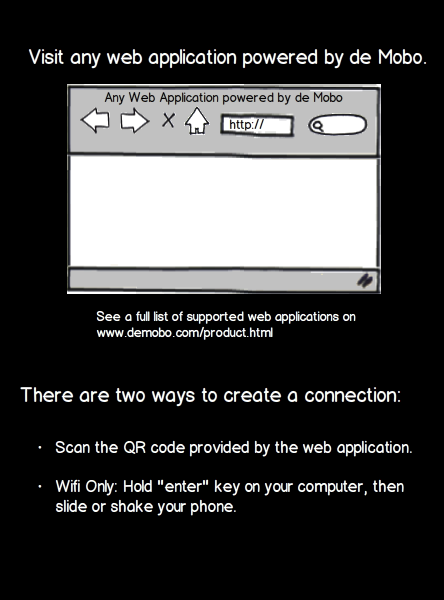 Visit any web application powered by de Mobo.
Any Web Application powered by de Mobo
http://
See a full list of supported web applications on
www.demobo.com/product.html
There are two ways to create a connection:
· Scan the QR code provided by the web application.
· Wifi Only: Hold "enter" key on your computer, then
slide or shake your phone.